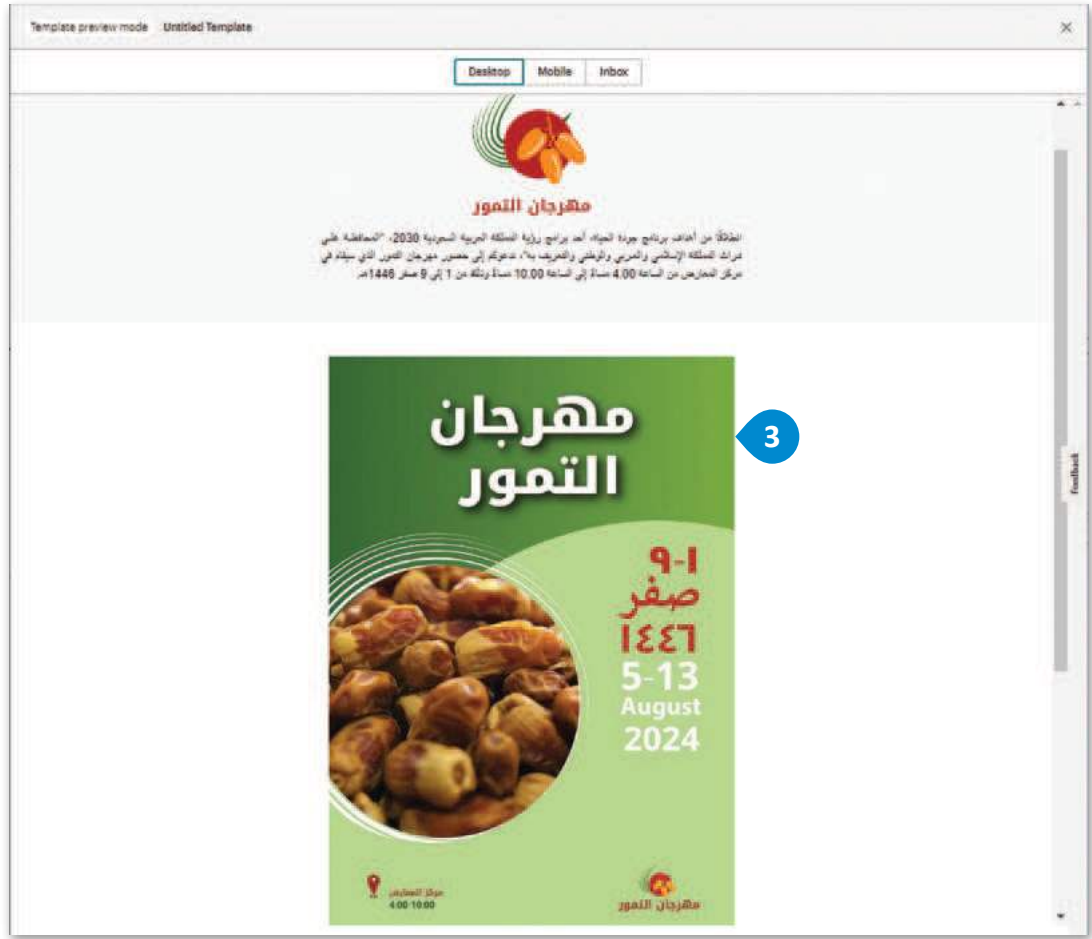 Template preview mode Untitled Template
Desktop Mobile Inbox
مهرجان التمور
انطلاقًا من أهداف برنامج جودة الحياة، أحد برامج رؤية المملكة العربية السعودية 2030، "المحافظة على
تراث المملكة الإسلامي والعربي والوطني والتعريف به"، ندعوكم إلى حضور مهرجان التمور الذي سيقام في
مركز المعارض من الساعة 4.00 مساءً إلى الساعة 10.00 مساءً وذلك من 1 إلى 9 صفر 1446هـ.
مهرجان
التمور
3
Feedback
١-٩
صفر
١٤٤٦
5-13
August
2024
مركز المعارض
4:00-10:00
مهرجان التمور